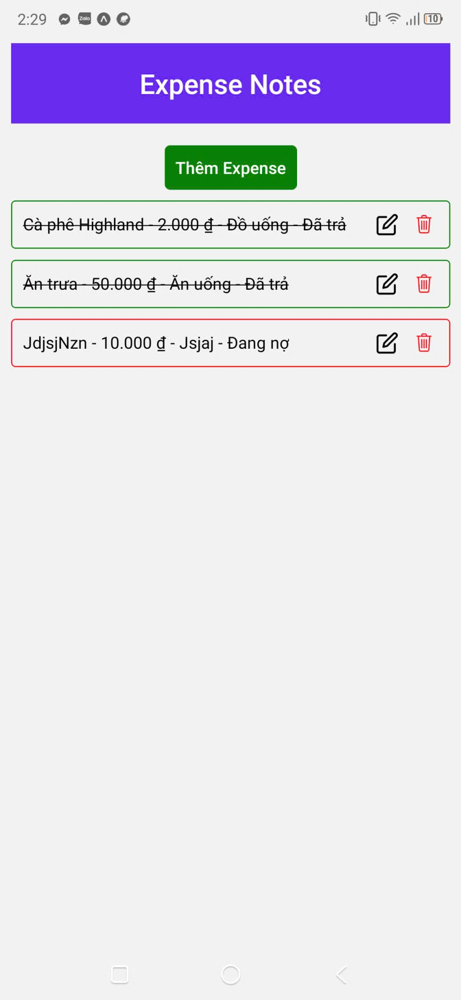 2:29 Zalo 10
Expense Notes
Thêm Expense
Cà phê Highland - 2.000 ₫ - Đồ uống - Đã trả
Ăn trưa - 50.000 ₫ - Ăn uống - Đã trả
JdjsjNzn - 10.000 ₫ - Jsjaj - Đang nợ